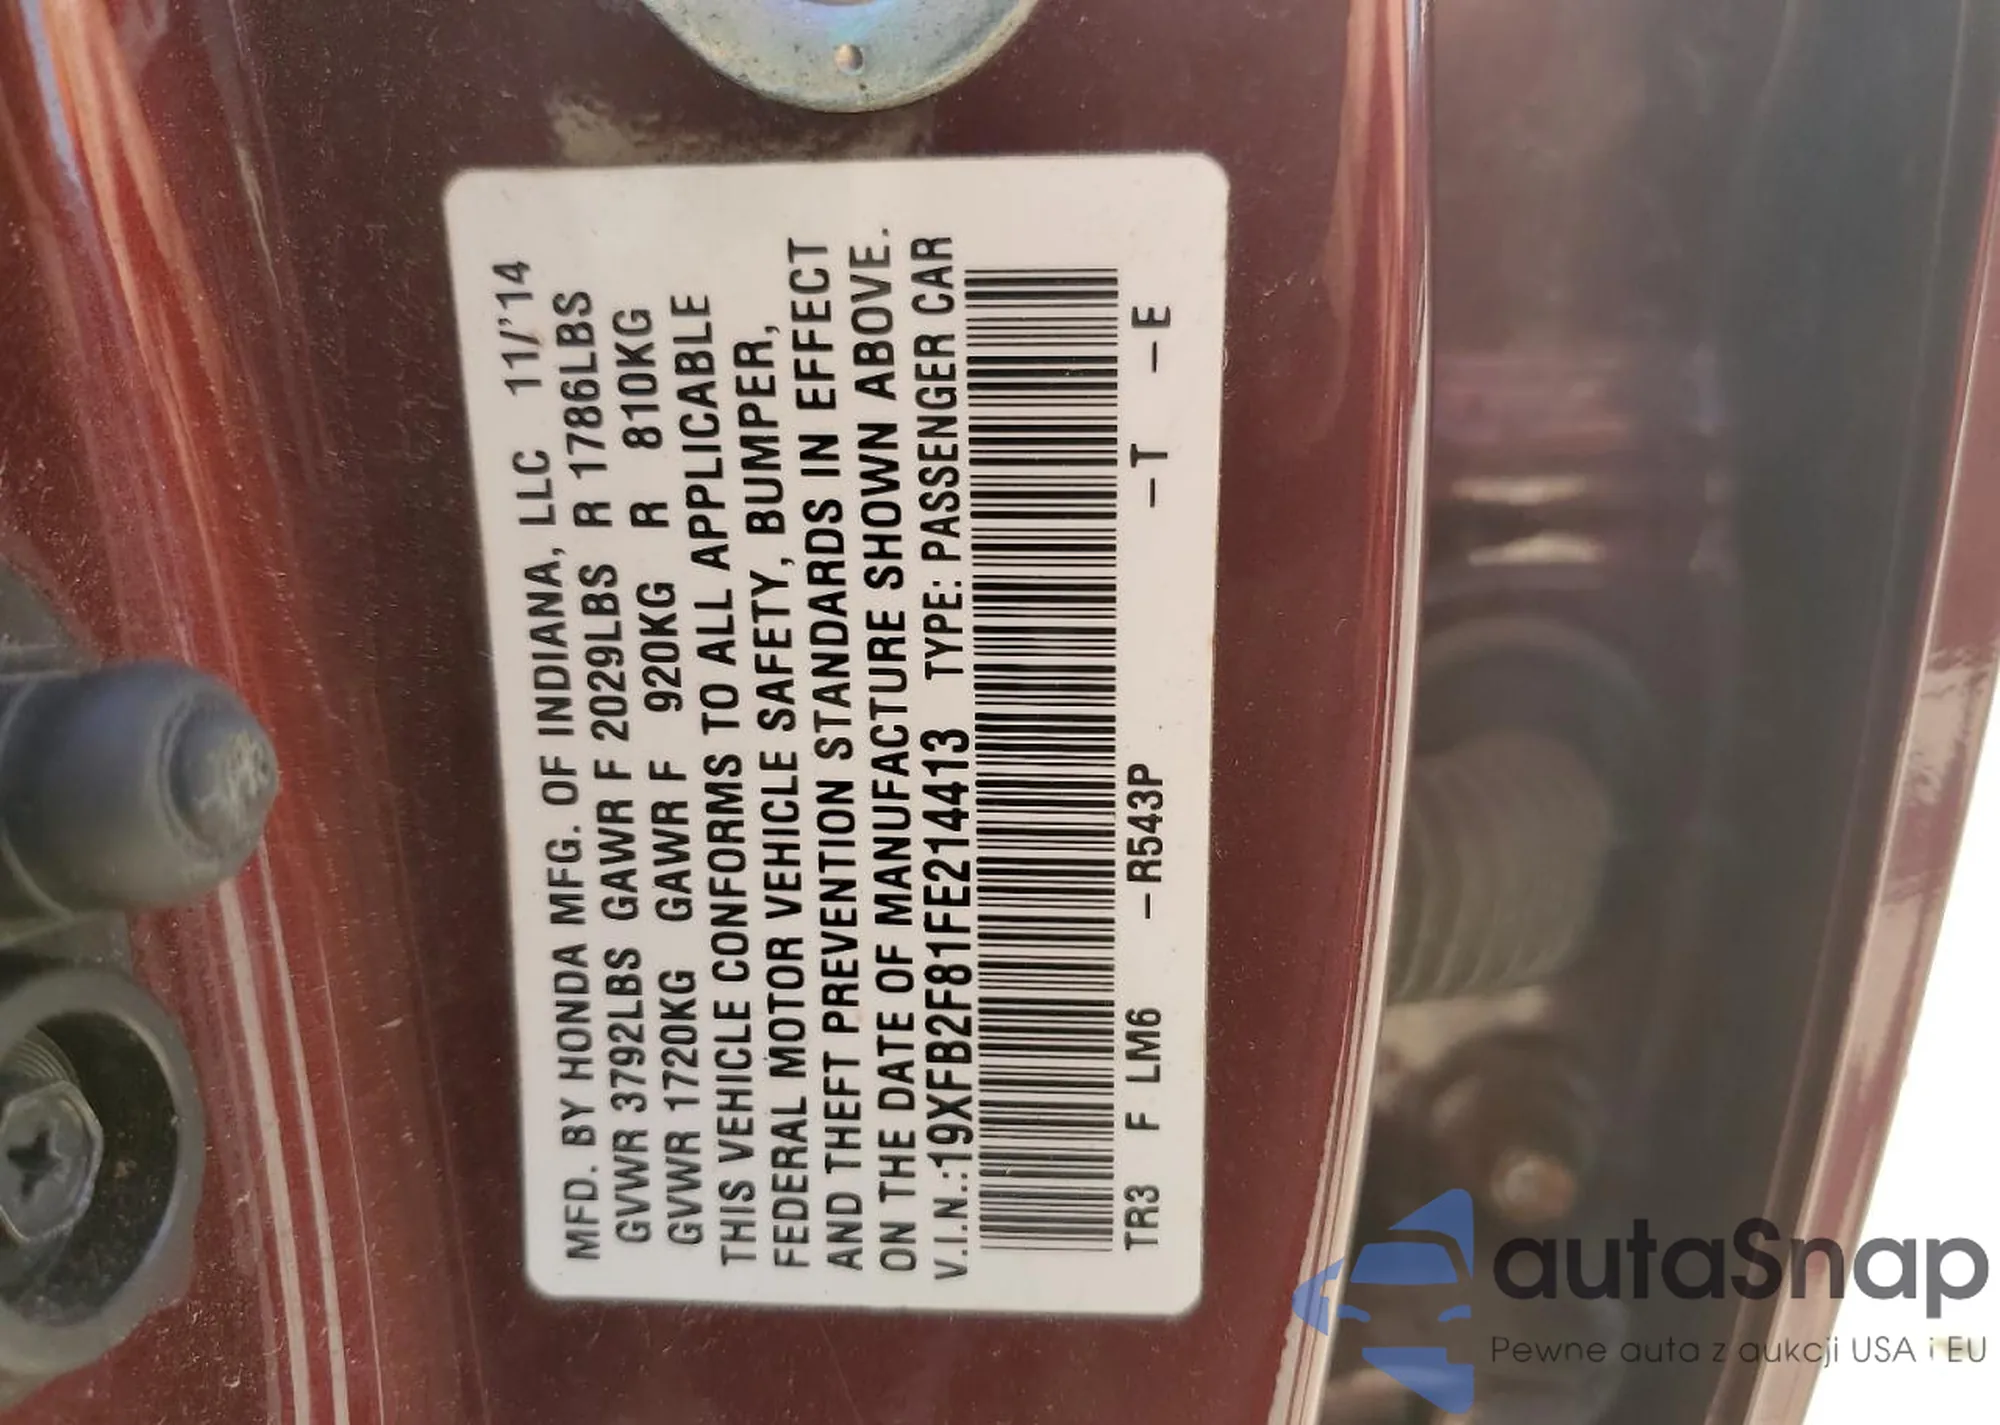 MFD. BY HONDA MFG. OF INDIANA, LLC 11/'14
GVWR 3792LBS GAWR F 2029LBS R 1786LBS
GVWR 1720KG GAWR F 920KG R 810KG
THIS VEHICLE CONFORMS TO ALL APPLICABLE
FEDERAL MOTOR VEHICLE SAFETY, BUMPER,
AND THEFT PREVENTION STANDARDS IN EFFECT
ON THE DATE OF MANUFACTURE SHOWN ABOVE.
V.I.N.:19XFB2F81FE214413 TYPE: PASSENGER CAR
TR3 F LM6 –R543P –T –E
autaSnap
Pewne auta z aukcji USA i EU